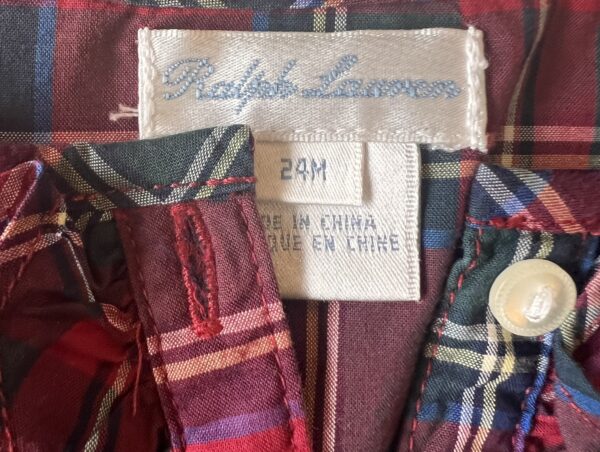 Ralph Lauren
24M
DE IN CHINA
QUE EN CHINE